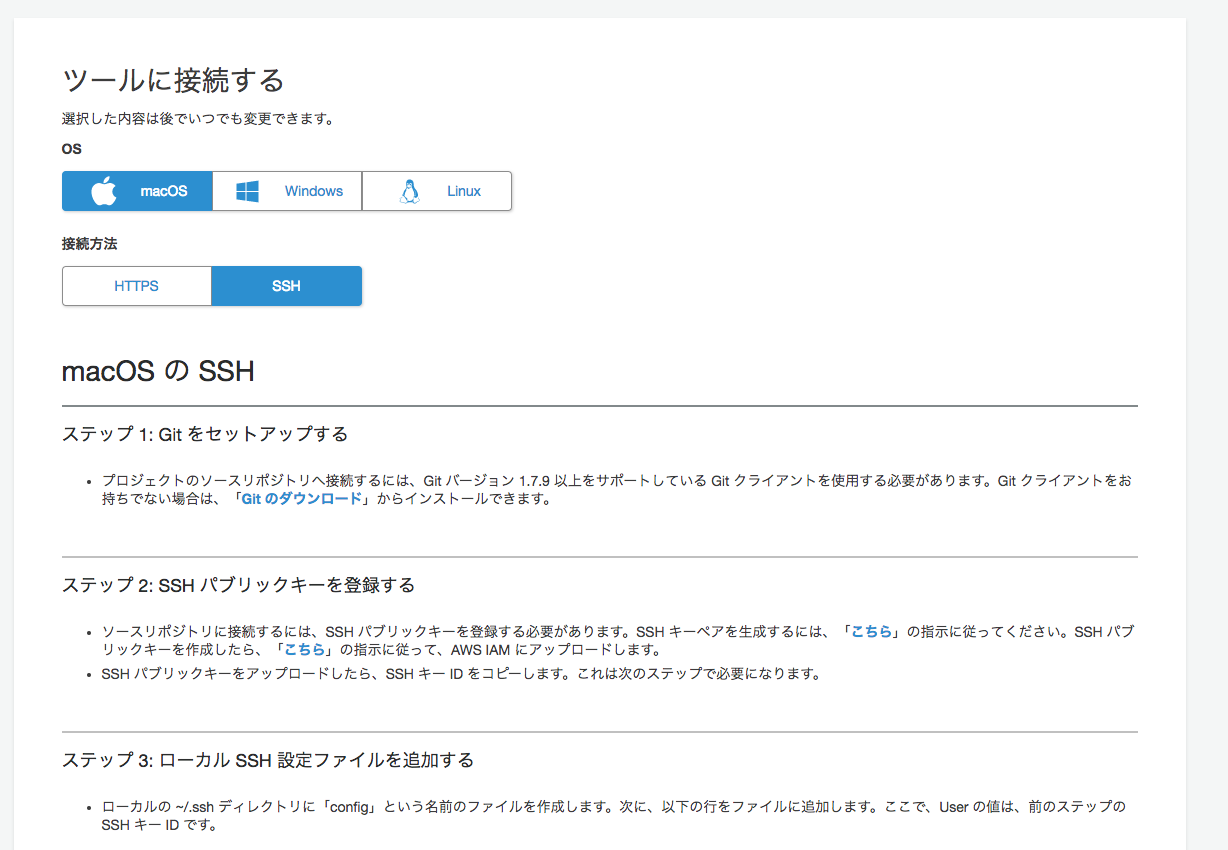 ツールに接続する
選択した内容は後でいつでも変更できます。
OS
macOS Windows Linux
接続方法
HTTPS SSH
macOS の SSH
ステップ 1: Git をセットアップする
• プロジェクトのソースリポジトリへ接続するには、Git バージョン 1.7.9 以上をサポートしている Git クライアントを使用する必要があります。Git クライアントをお
持ちでない場合は、「Git のダウンロード」からインストールできます。
ステップ 2: SSH パブリックキーを登録する
• ソースリポジトリに接続するには、SSH パブリックキーを登録する必要があります。SSH キーペアを生成するには、「こちら」の指示に従ってください。SSH パブ
リックキーを作成したら、「こちら」の指示に従って、AWS IAM にアップロードします。
• SSH パブリックキーをアップロードしたら、SSH キー ID をコピーします。これは次のステップで必要になります。
ステップ 3: ローカル SSH 設定ファイルを追加する
• ローカルの ~/.ssh ディレクトリに「config」という名前のファイルを作成します。次に、以下の行をファイルに追加します。ここで、User の値は、前のステップの
SSH キー ID です。